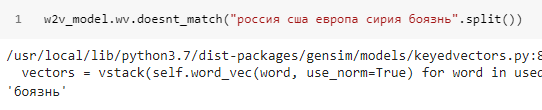 1 w2v_model.wv.doesnt_match("россия сша европа сирия боязнь".split())
/usr/local/lib/python3.7/dist-packages/gensim/models/keyedvectors.py:8
vectors = vstack(self.word_vec(word, use_norm=True) for word in used
'боязнь'